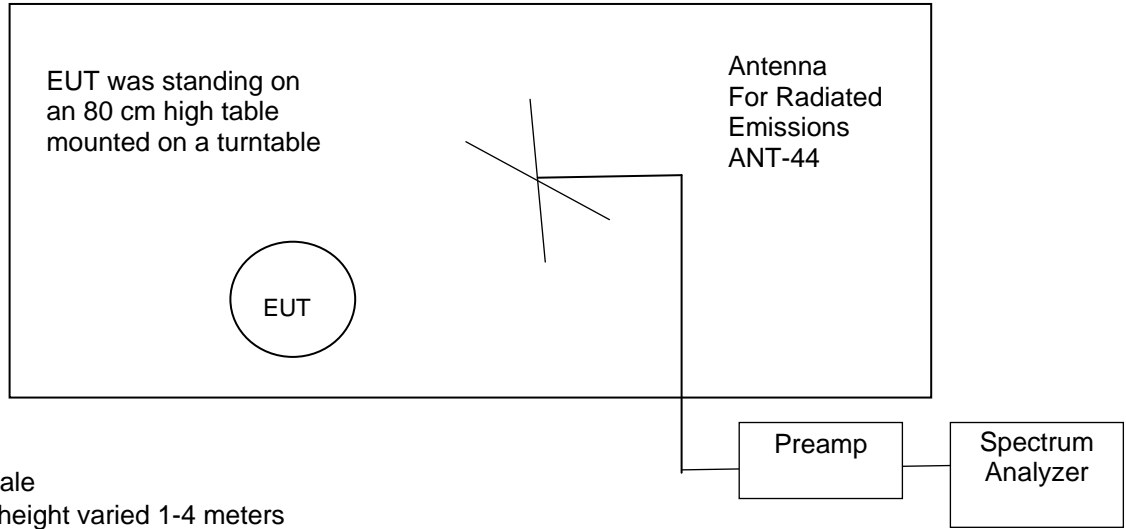 EUT was standing on
an 80 cm high table
mounted on a turntable
Antenna
For Radiated
Emissions
ANT-44
EUT
Preamp
Spectrum
Analyzer
ale
height varied 1-4 meters